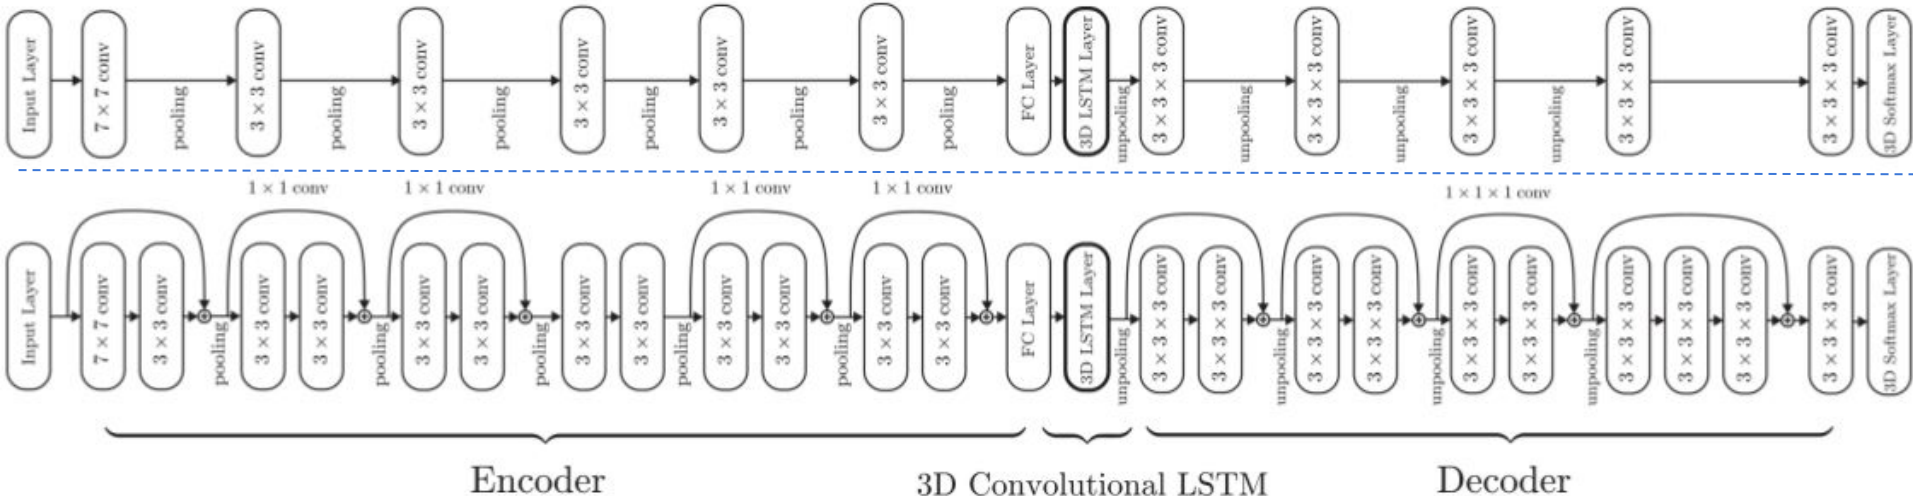 Input Layer
7 × 7 conv
pooling
3 × 3 conv
pooling
3 × 3 conv
pooling
3 × 3 conv
pooling
3 × 3 conv
pooling
3 × 3 conv
pooling
FC Layer
3D LSTM Layer
unpooling
3 × 3 × 3 conv
unpooling
3 × 3 × 3 conv
unpooling
3 × 3 × 3 conv
unpooling
3 × 3 × 3 conv
3 × 3 × 3 conv
3D Softmax Layer
1 × 1 conv
1 × 1 conv
1 × 1 conv
1 × 1 conv
1 × 1 × 1 conv
Input Layer
7 × 7 conv
3 × 3 conv
pooling
3 × 3 conv
3 × 3 conv
pooling
3 × 3 conv
3 × 3 conv
pooling
3 × 3 conv
3 × 3 conv
pooling
3 × 3 conv
3 × 3 conv
pooling
3 × 3 conv
3 × 3 conv
FC Layer
3D LSTM Layer
unpooling
3 × 3 × 3 conv
3 × 3 × 3 conv
unpooling
3 × 3 × 3 conv
3 × 3 × 3 conv
unpooling
3 × 3 × 3 conv
3 × 3 × 3 conv
unpooling
3 × 3 × 3 conv
3 × 3 × 3 conv
3 × 3 × 3 conv
3 × 3 × 3 conv
3D Softmax Layer
Encoder
3D Convolutional LSTM
Decoder